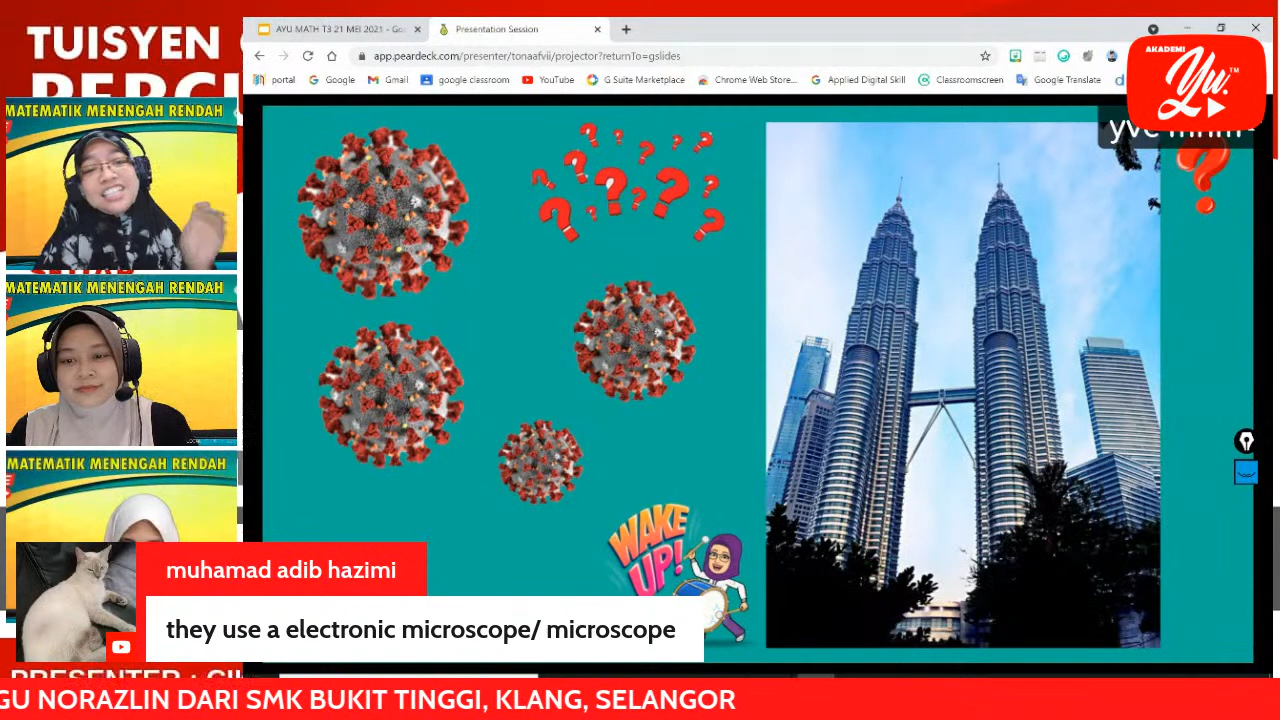 TUISYEN
AYU MATH T3 21 MEI 2021 - Go
Presentation Session
app.peardeck.com/presenter/tonaafvii/projector?returnTo=gslides
portal
Google
Gmail
google classroom
YouTube
G Suite Marketplace
Chrome Web Store...
Applied Digital Skill
Classroomscreen
Google Translate
AKADEMI
Yu.
TM
MATEMATIK MENENGAH RENDAH
MATEMATIK MENENGAH RENDAH
MATEMATIK MENENGAH RENDAH
WAKE
UP!
muhamad adib hazimi
they use a electronic microscope/ microscope
GU NORAZLIN DARI SMK BUKIT TINGGI, KLANG, SELANGOR